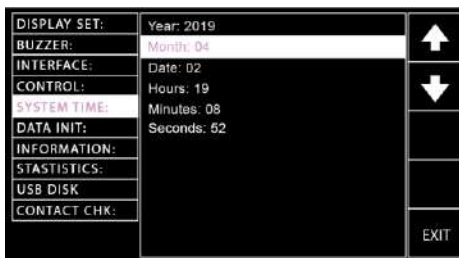 DISPLAY SET:
BUZZER:
INTERFACE:
CONTROL:
SYSTEM TIME:
DATA INIT:
INFORMATION:
STASTISTICS:
USB DISK
CONTACT CHK:
Year: 2019
Month: 04
Date: 02
Hours: 19
Minutes: 08
Seconds: 52
EXIT